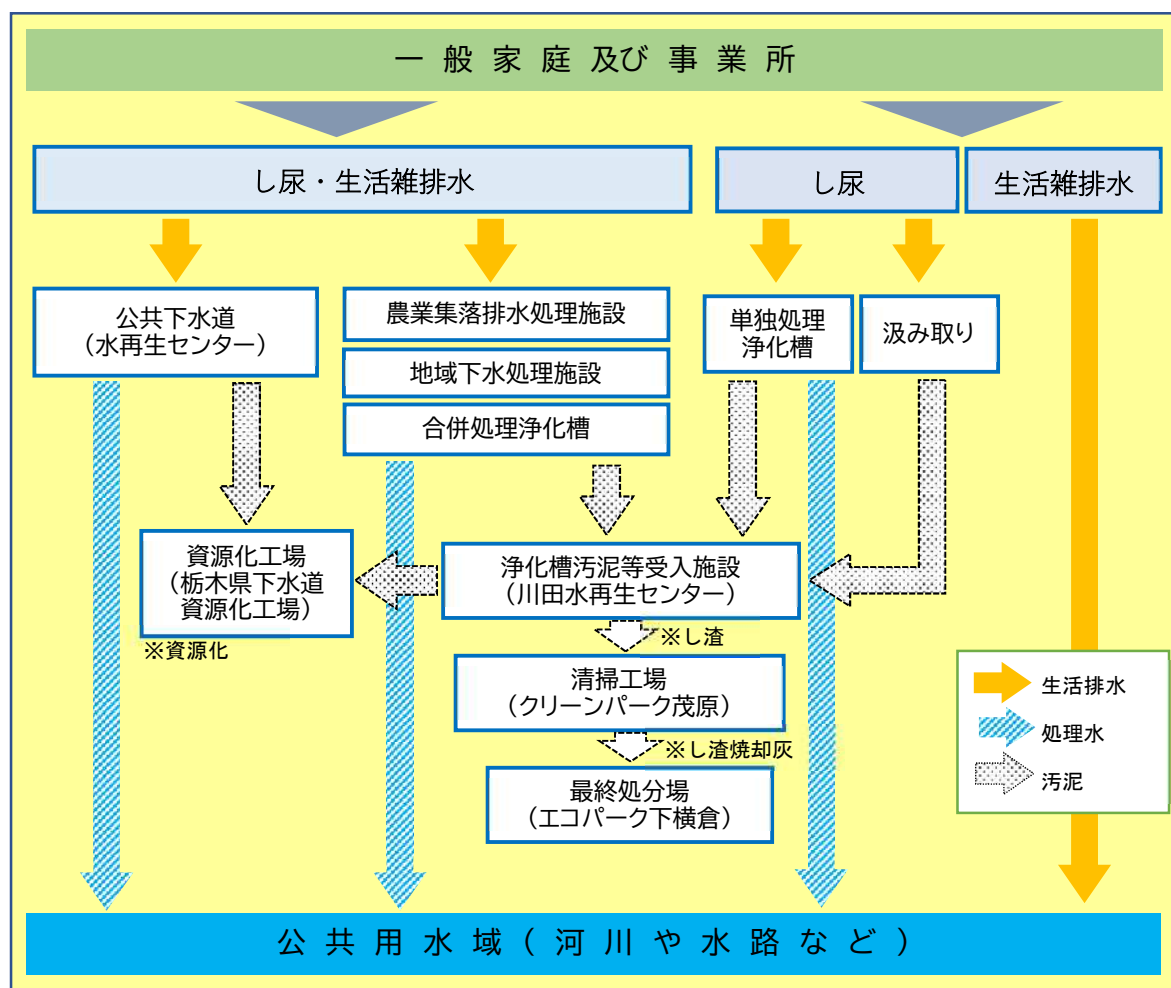 一般家庭及び事業所
し尿・生活雑排水
し尿
生活雑排水
公共下水道
(水再生センター)
農業集落排水処理施設
地域下水処理施設
合併処理浄化槽
単独処理
浄化槽
汲み取り
資源化工場
(栃木県下水道
資源化工場)
※資源化
浄化槽汚泥等受入施設
(川田水再生センター)
※し渣
清掃工場
(クリーンパーク茂原)
※し渣焼却灰
最終処分場
(エコパーク下横倉)
生活排水
処理水
汚泥
公共用水域(河川や水路など)